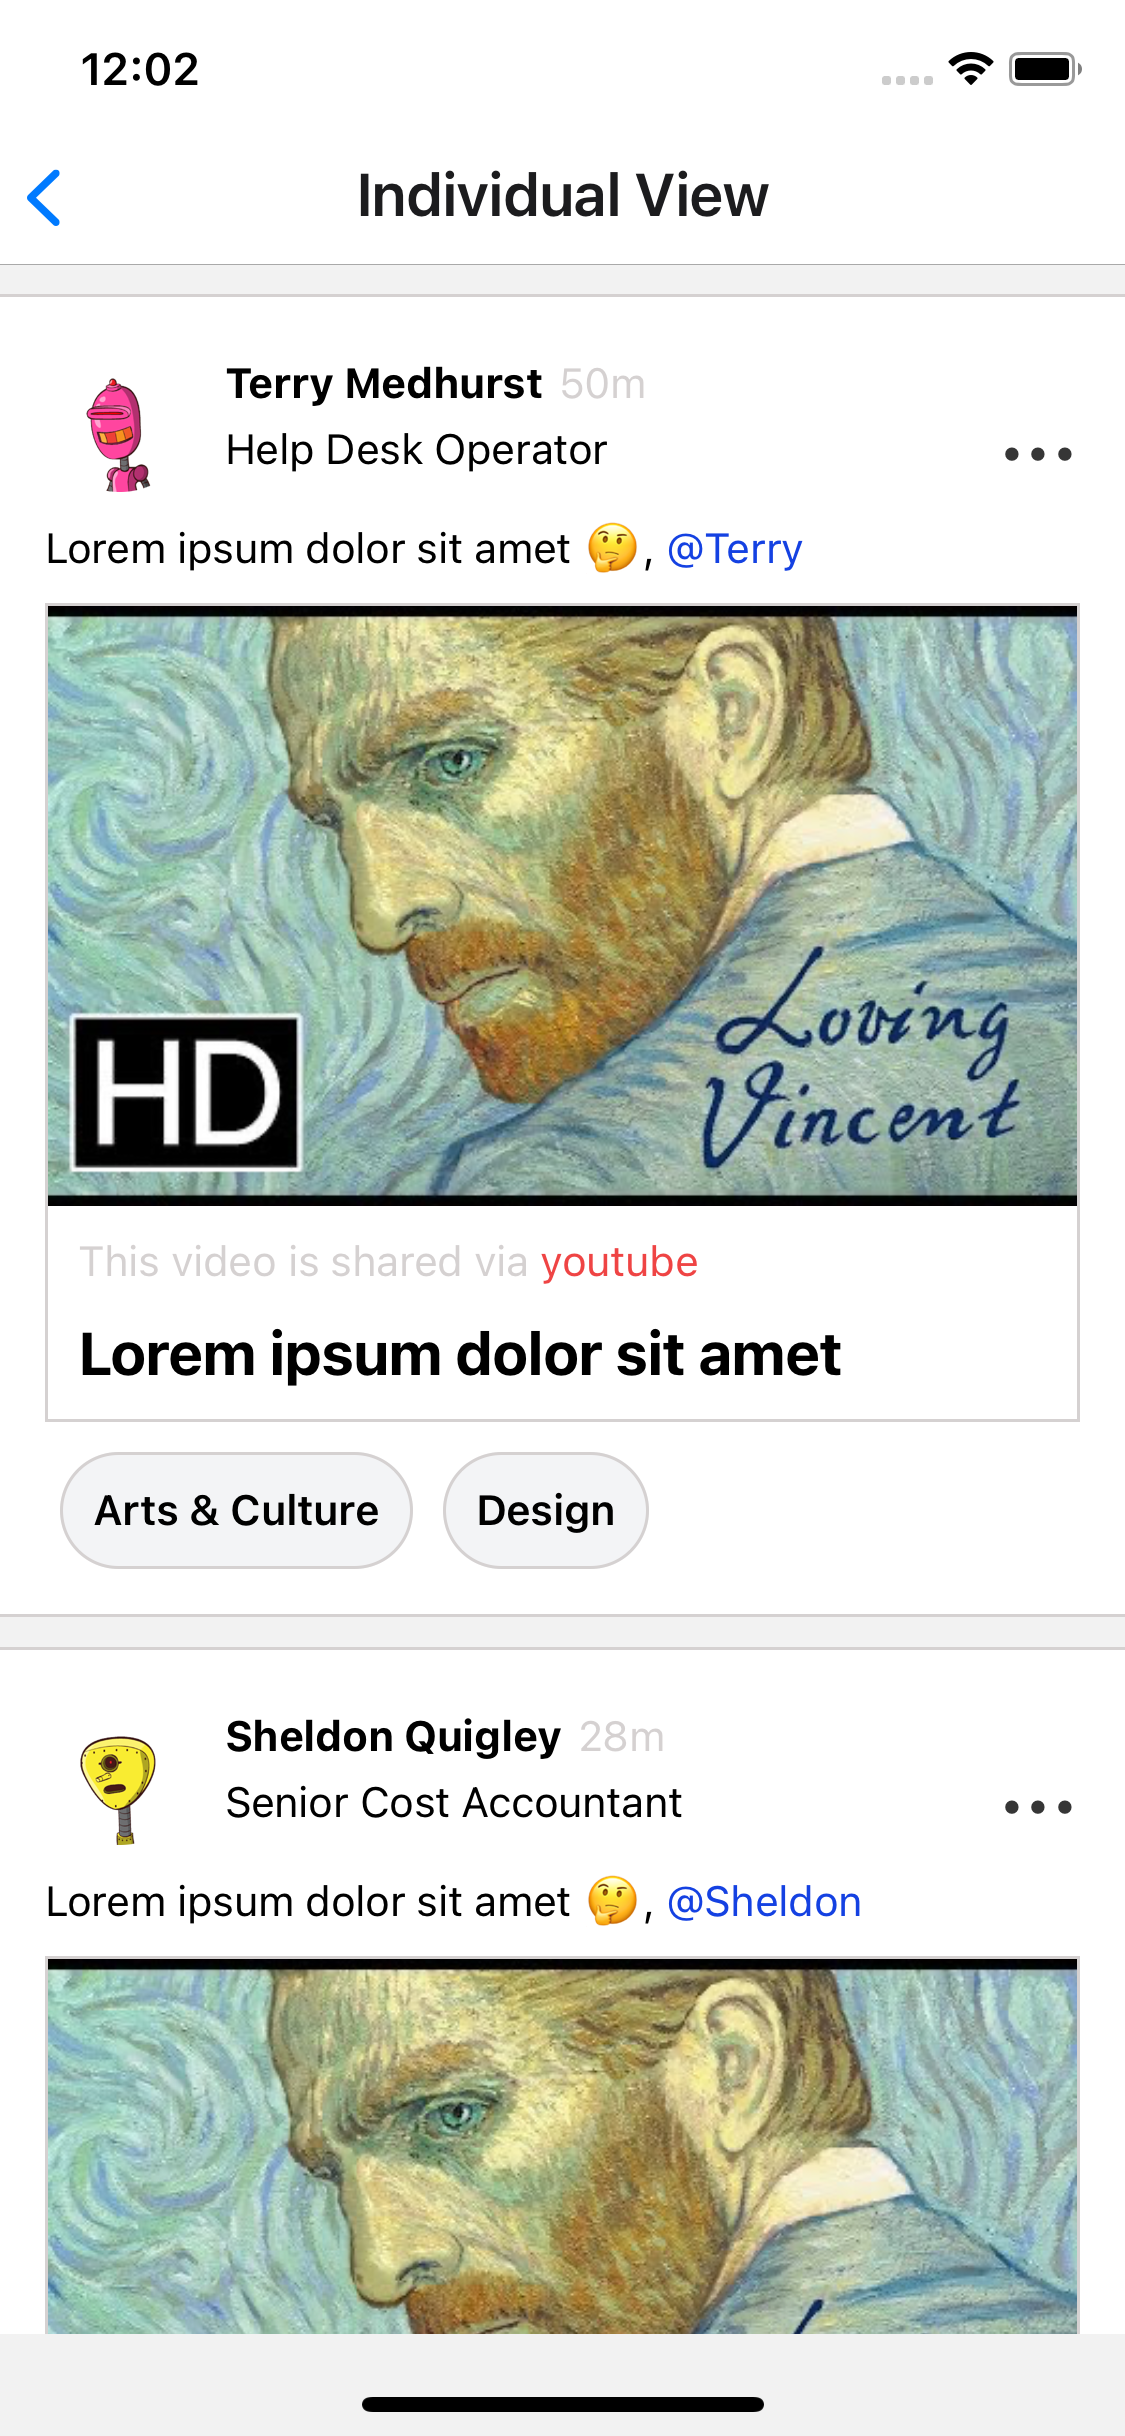 12:02
Individual View
Terry Medhurst 50m
Help Desk Operator
Lorem ipsum dolor sit amet 🤔, @Terry
Loving
Vincent
HD
This video is shared via youtube
Lorem ipsum dolor sit amet
Arts & Culture Design
Sheldon Quigley 28m
Senior Cost Accountant
Lorem ipsum dolor sit amet 🤔, @Sheldon